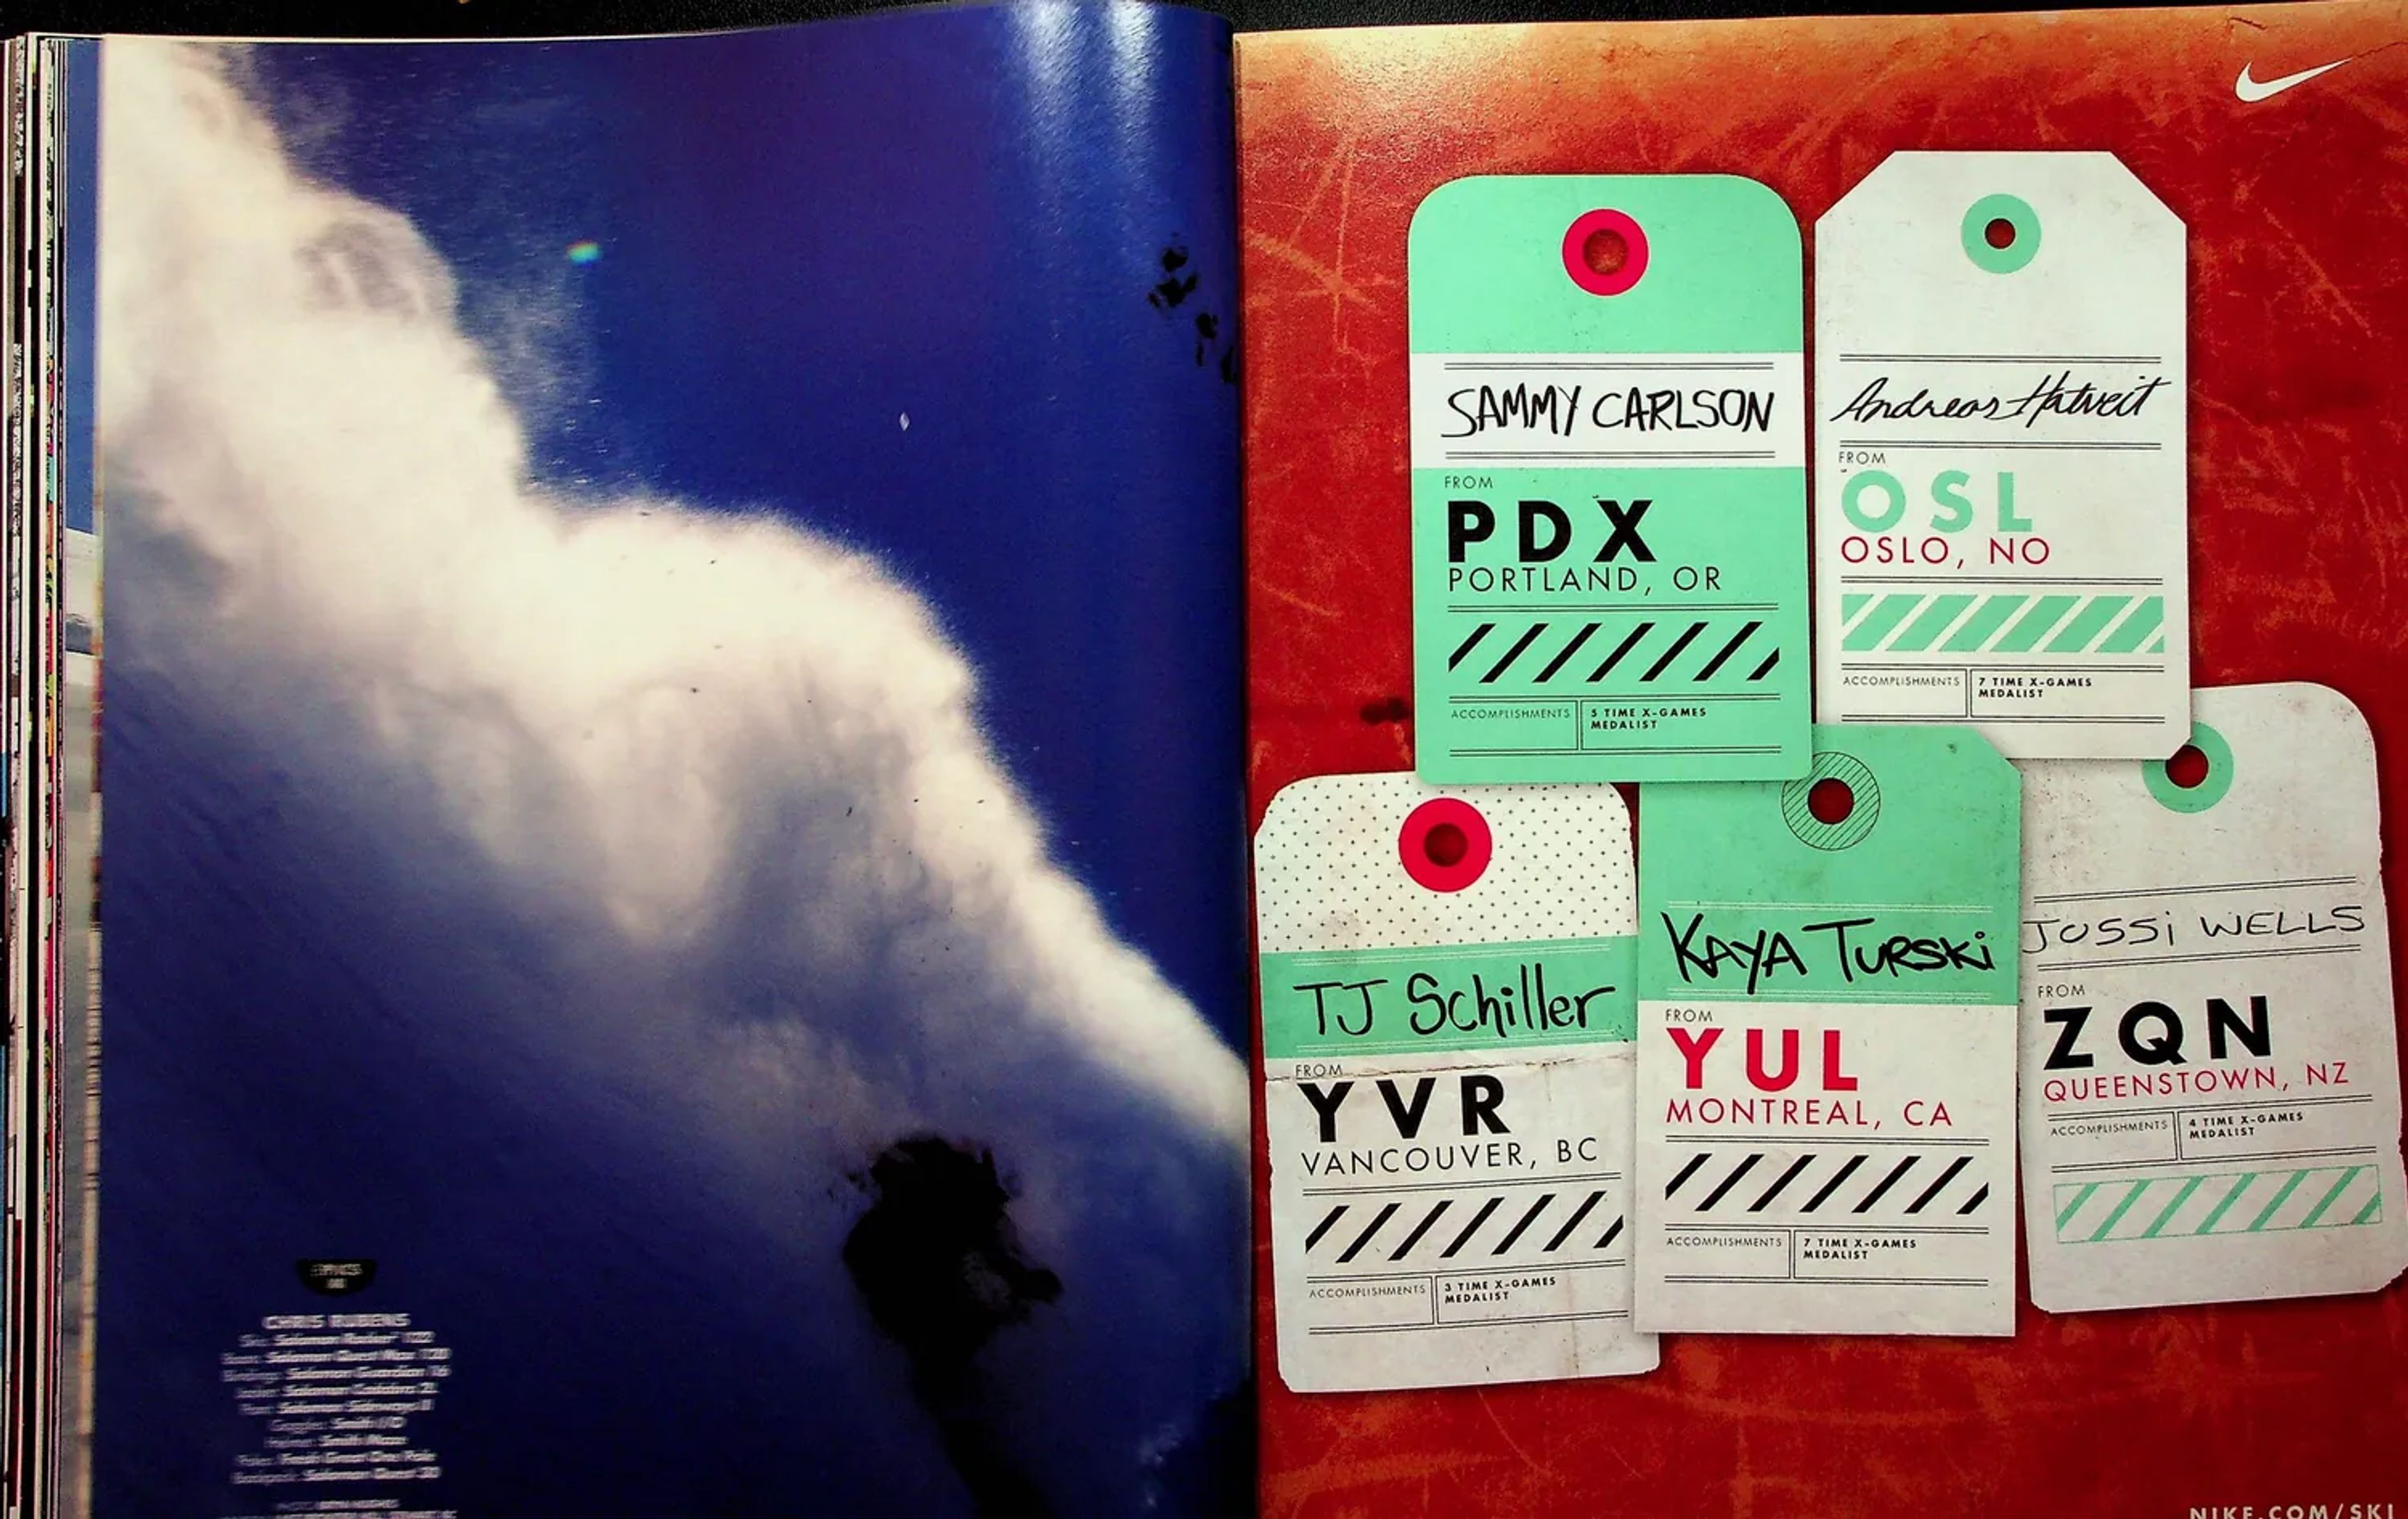 CHRIS RUBENS
SAMMY CARLSON
FROM
PDX
PORTLAND, OR
ACCOMPLISHMENTS
5 TIME X-GAMES
MEDALIST
Andreas Hatveit
FROM
OSL
OSLO, NO
ACCOMPLISHMENTS
7 TIME X-GAMES
MEDALIST
TJ Schiller
FROM
YVR
VANCOUVER, BC
ACCOMPLISHMENTS
3 TIME X-GAMES
MEDALIST
KAYA TURSKi
FROM
YUL
MONTREAL, CA
ACCOMPLISHMENTS
7 TIME X-GAMES
MEDALIST
JOSSi WELLS
FROM
ZQN
QUEENSTOWN, NZ
ACCOMPLISHMENTS
4 TIME X-GAMES
MEDALIST
NIKE.COM/SKI